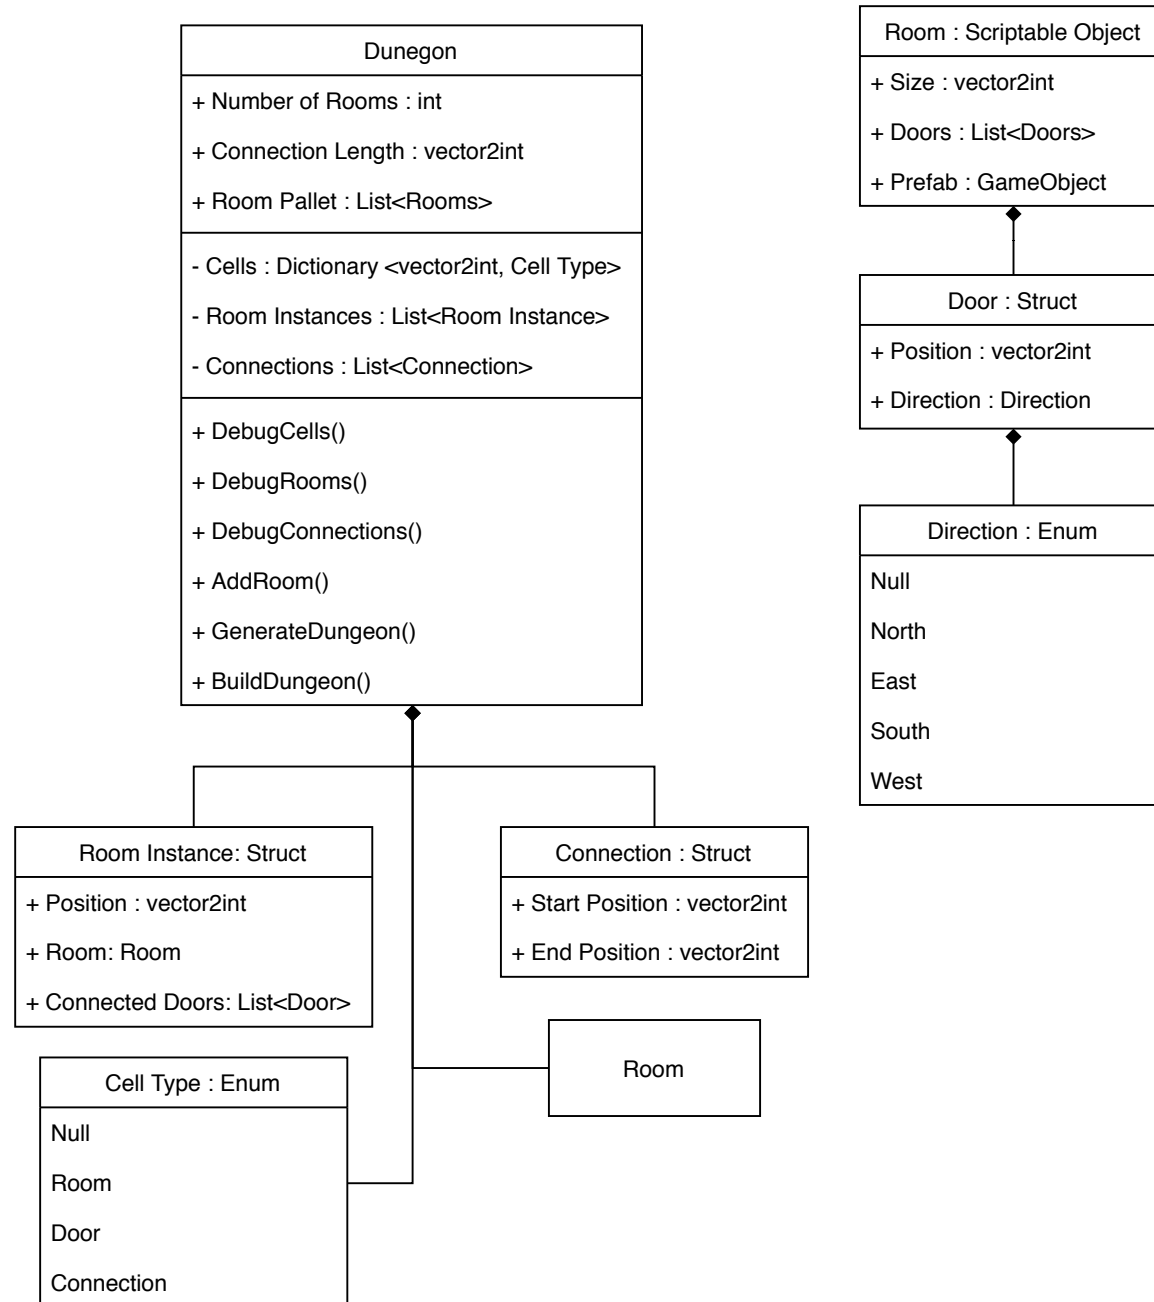 Dunegon
+ Number of Rooms : int
+ Connection Length : vector2int
+ Room Pallet : List<Rooms>
- Cells : Dictionary <vector2int, Cell Type>
- Room Instances : List<Room Instance>
- Connections : List<Connection>
+ DebugCells()
+ DebugRooms()
+ DebugConnections()
+ AddRoom()
+ GenerateDungeon()
+ BuildDungeon()
Room : Scriptable Object
+ Size : vector2int
+ Doors : List<Doors>
+ Prefab : GameObject
Door : Struct
+ Position : vector2int
+ Direction : Direction
Direction : Enum
Null
North
East
South
West
Room Instance: Struct
+ Position : vector2int
+ Room: Room
+ Connected Doors: List<Door>
Connection : Struct
+ Start Position : vector2int
+ End Position : vector2int
Room
Cell Type : Enum
Null
Room
Door
Connection